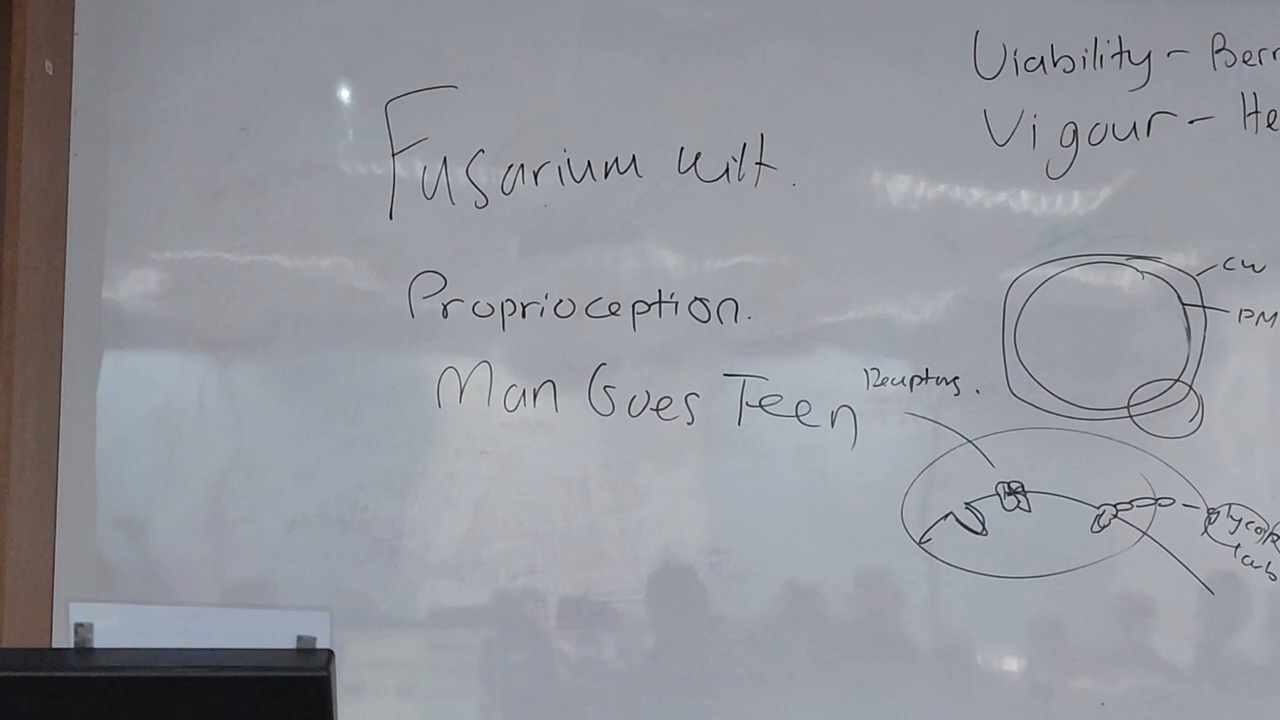 Fusarium wilt.
Proprioception.
Man Goes Teen
Viability - Berr
Vigour - He
CW
PM
Receptors.